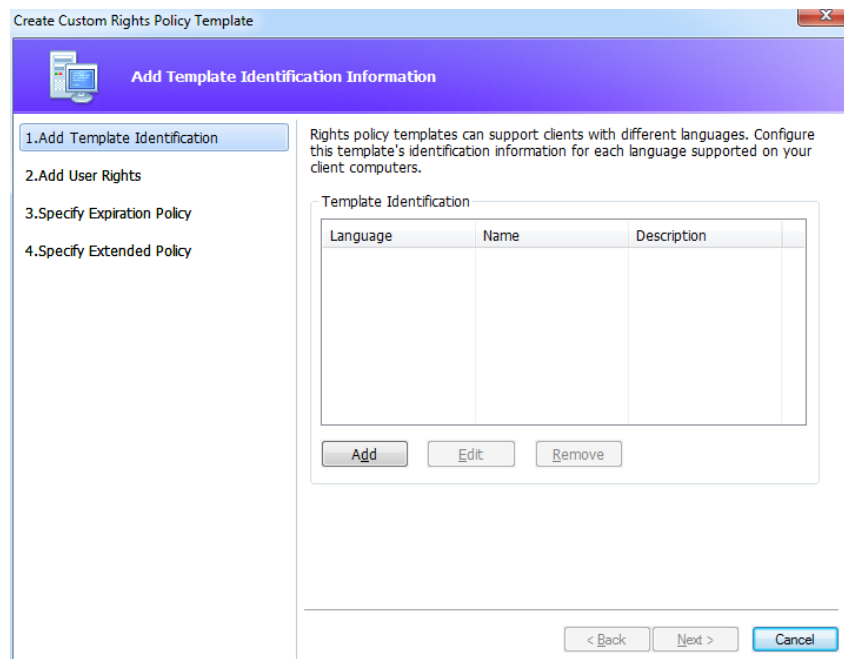 Create Custom Rights Policy Template
Add Template Identification Information
1.Add Template Identification
2.Add User Rights
3.Specify Expiration Policy
4.Specify Extended Policy
Rights policy templates can support clients with different languages. Configure
this template's identification information for each language supported on your
client computers.
Template Identification
Language Name Description
Add Edit Remove
< Back Next > Cancel